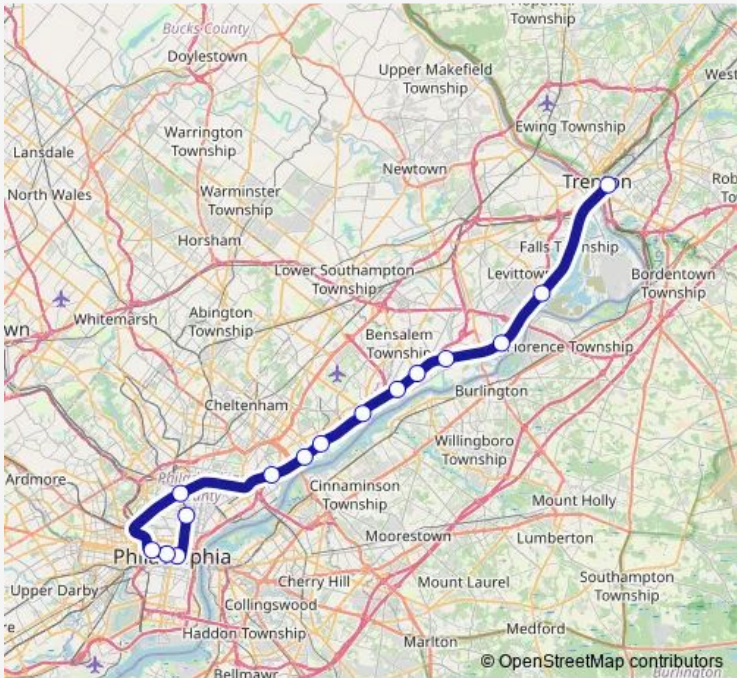 Hopewell
Township
Bucks County
Doylestown
Upper Makefield
Township
West
Ewing Township
Warrington
Township
Lansdale
Newtown
Trenton
North Wales
Warminster
Township
Horsham
Falls Township
Lower Southampton
Township
Levittown
Bordentown
Township
Whitemarsh
Abington
Township
Bensalem
Township
Florence Township
Burlington
Cheltenham
Willingboro
Township
Ardmore
Cinnaminson
Township
Mount Holly
Moorestown
Lumberton
Philadelphia
Upper Darby
Cherry Hill
Mount Laurel
Southampton
Township
Collingswood
Haddon Township
Medford
Marlton
Bellmawr
© OpenStreetMap contributors
Burlington